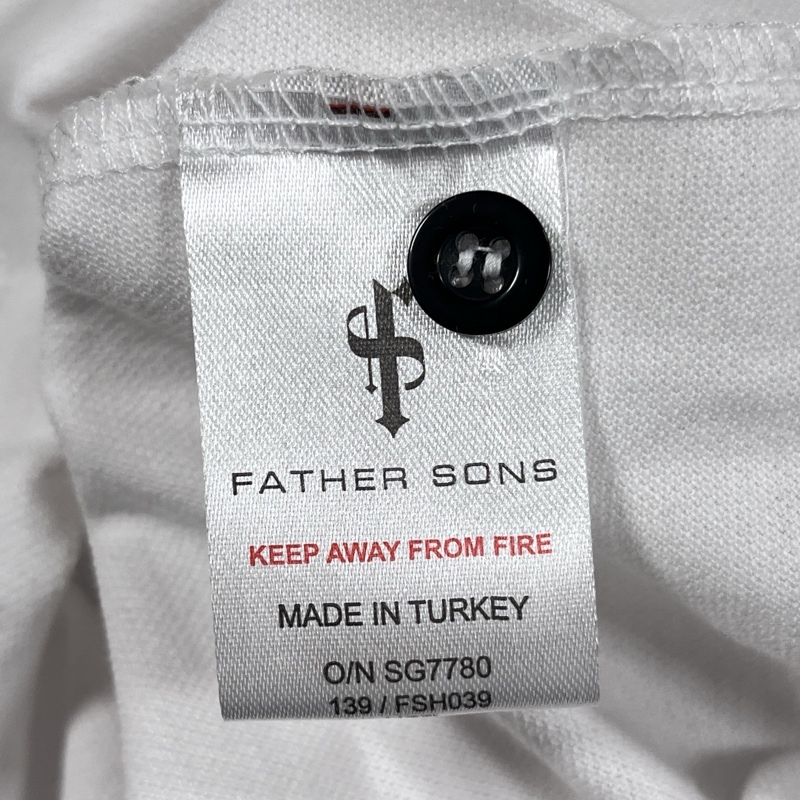 FATHER SONS
KEEP AWAY FROM FIRE
MADE IN TURKEY
O/N SG7780
139 / FSH039